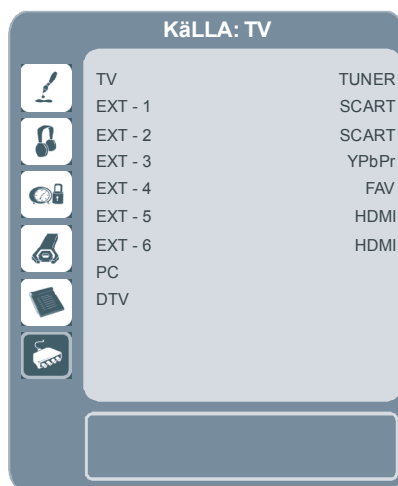 KäLLA: TV
TV TUNER
EXT - 1 SCART
EXT - 2 SCART
EXT - 3 YPbPr
EXT - 4 FAV
EXT - 5 HDMI
EXT - 6 HDMI
PC
DTV